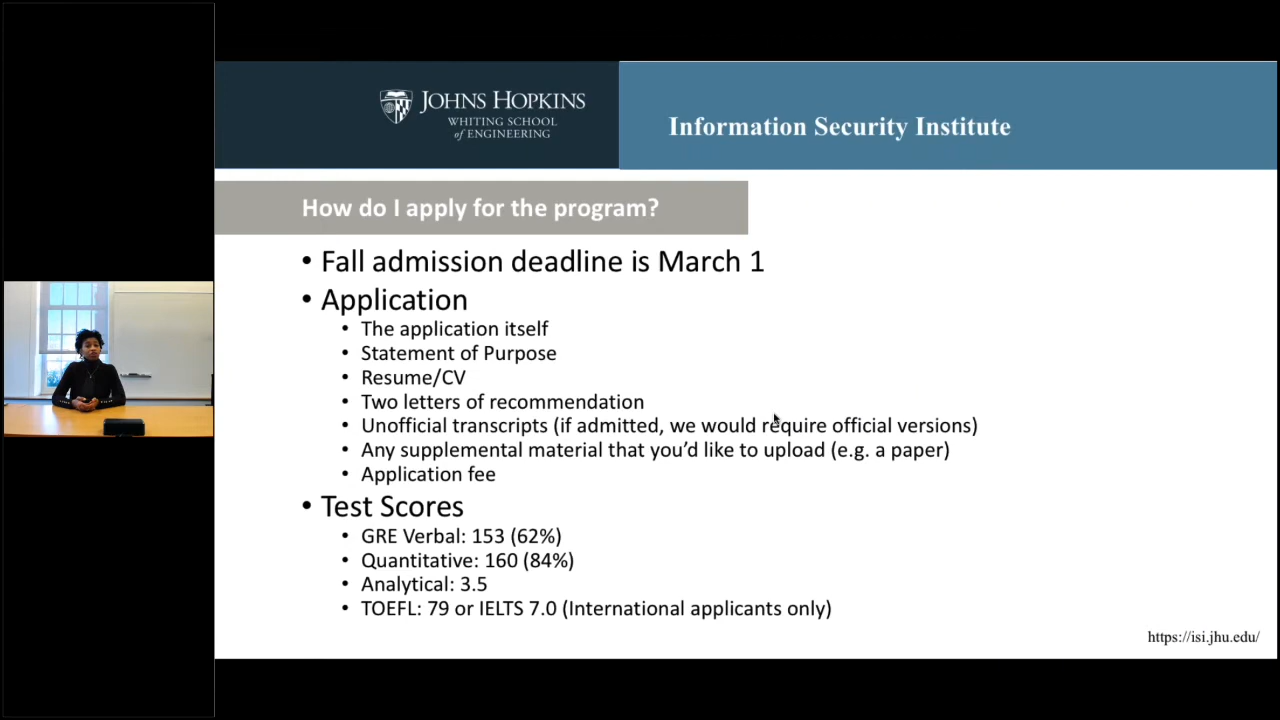 JOHNS HOPKINS
WHITING SCHOOL
of ENGINEERING
Information Security Institute
How do I apply for the program?
• Fall admission deadline is March 1
• Application
• The application itself
• Statement of Purpose
• Resume/CV
• Two letters of recommendation
• Unofficial transcripts (if admitted, we would require official versions)
• Any supplemental material that you’d like to upload (e.g. a paper)
• Application fee
• Test Scores
• GRE Verbal: 153 (62%)
• Quantitative: 160 (84%)
• Analytical: 3.5
• TOEFL: 79 or IELTS 7.0 (International applicants only)
https://isi.jhu.edu/